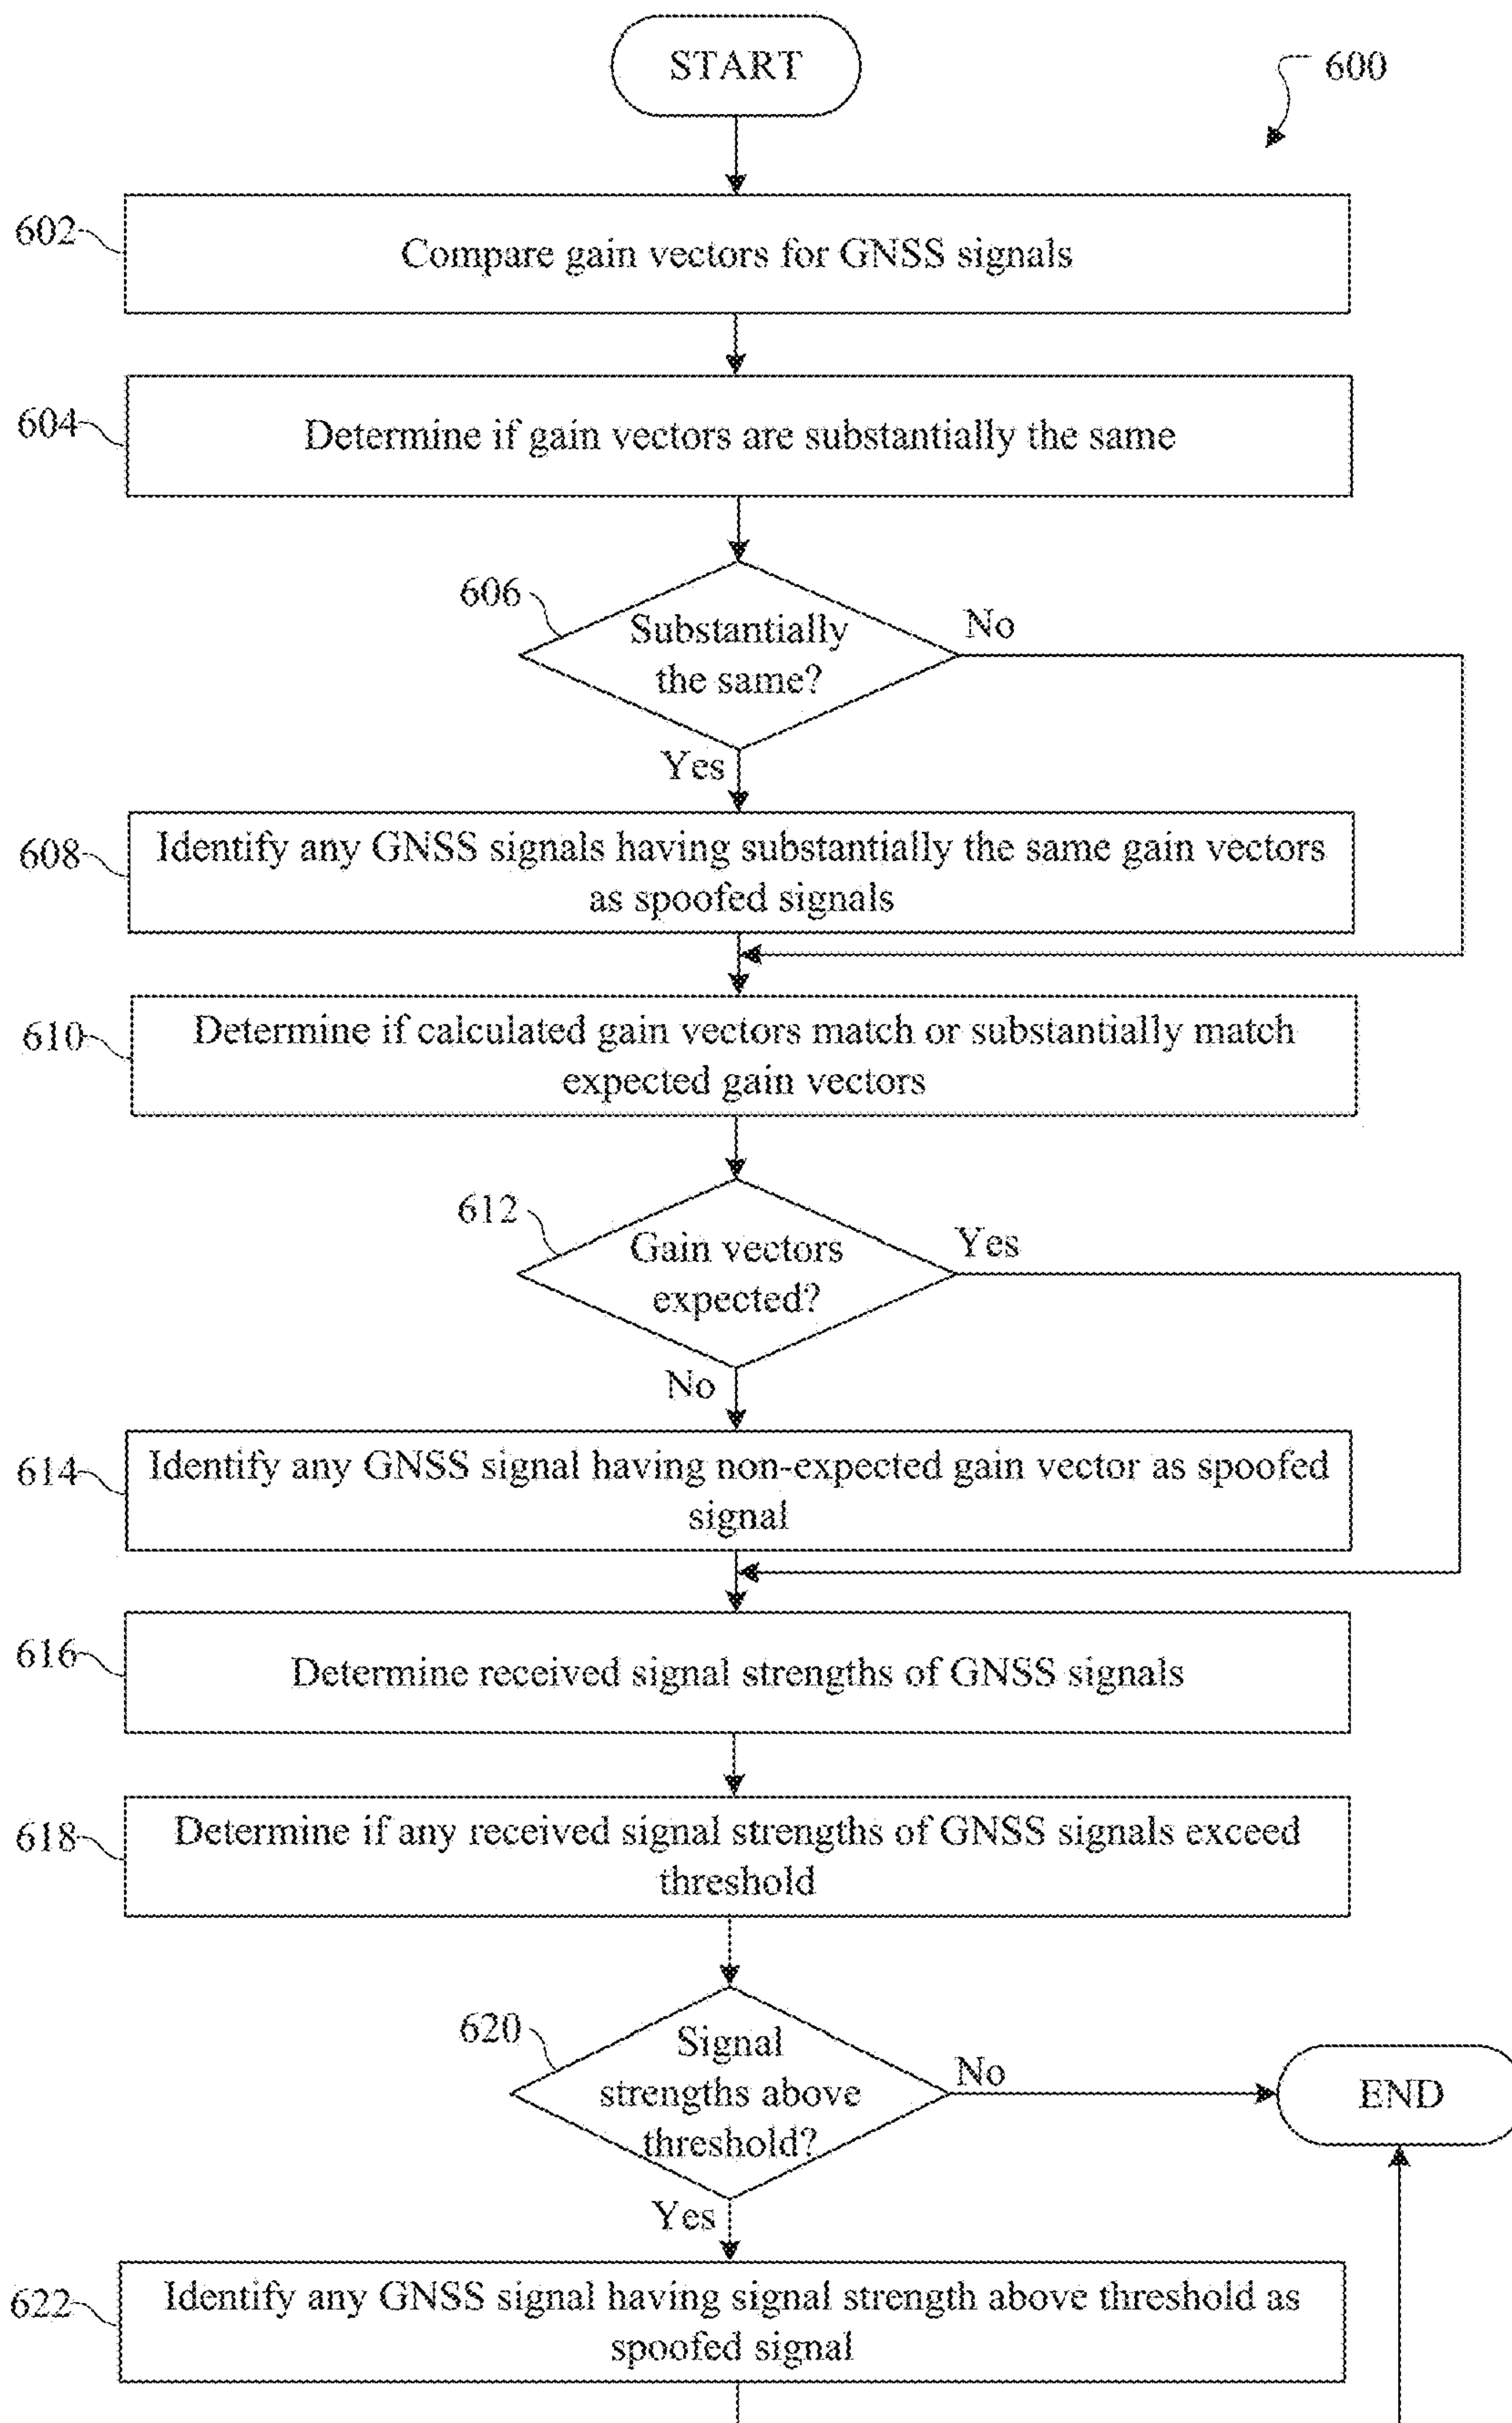 START
600
602
Compare gain vectors for GNSS signals
604
Determine if gain vectors are substantially the same
606
Substantially
the same?
No
Yes
608
Identify any GNSS signals having substantially the same gain vectors
as spoofed signals
610
Determine if calculated gain vectors match or substantially match
expected gain vectors
612
Gain vectors
expected?
Yes
No
614
Identify any GNSS signal having non-expected gain vector as spoofed
signal
616
Determine received signal strengths of GNSS signals
618
Determine if any received signal strengths of GNSS signals exceed
threshold
620
Signal
strengths above
threshold?
No
END
Yes
622
Identify any GNSS signal having signal strength above threshold as
spoofed signal